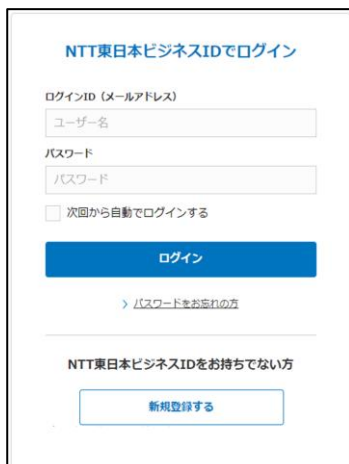 NTT東日本ビジネスIDでログイン
ログインID（メールアドレス）
ユーザー名
パスワード
パスワード
次回から自動でログインする
ログイン
パスワードをお忘れの方
NTT東日本ビジネスIDをお持ちでない方
新規登録する